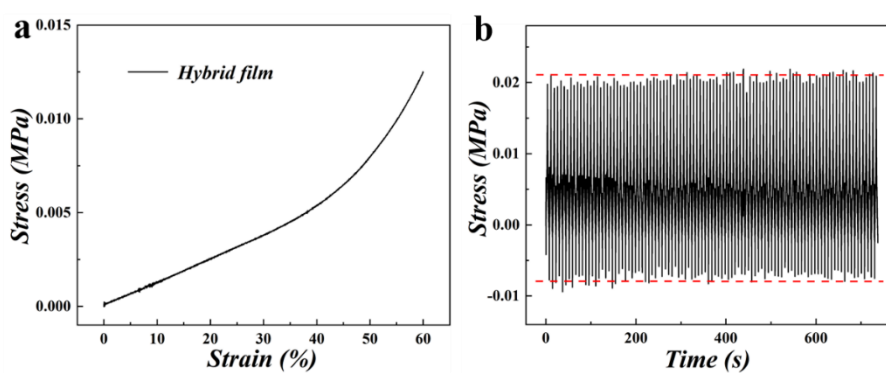 a
0.015
0.010
0.005
0.000
Stress (MPa)
Hybrid film
0 10 20 30 40 50 60
Strain (%)
b
0.02
0.01
0.00
-0.01
Stress (MPa)
0 200 400 600
Time (s)